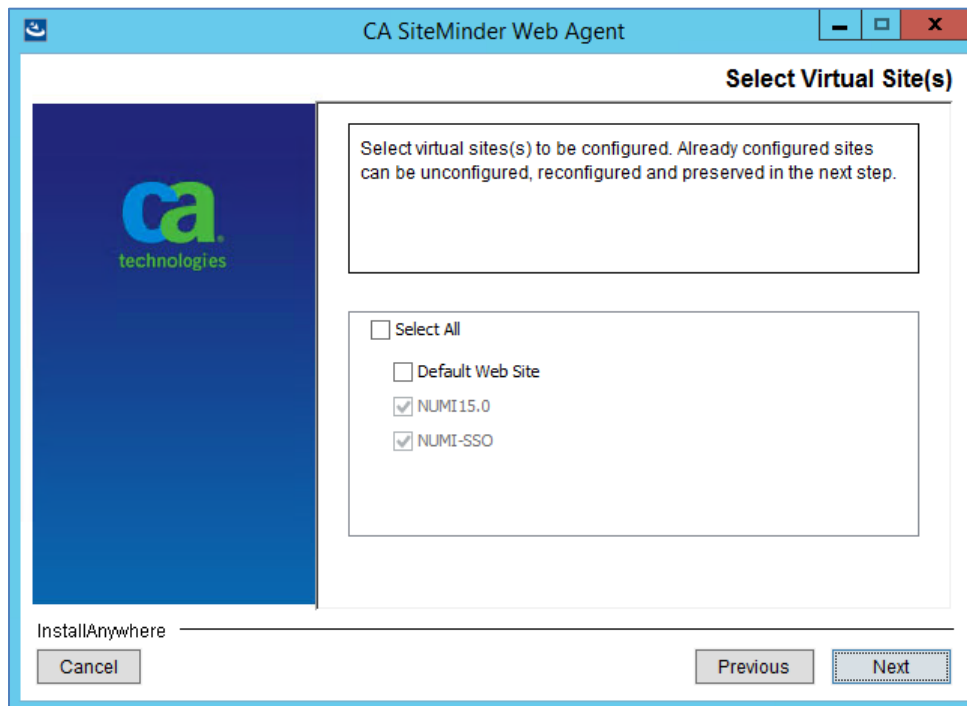 CA SiteMinder Web Agent
Select Virtual Site(s)
ca
technologies
Select virtual sites(s) to be configured. Already configured sites
can be unconfigured, reconfigured and preserved in the next step.
Select All
Default Web Site
NUMI15.0
NUMI-SSO
InstallAnywhere
Cancel
Previous
Next